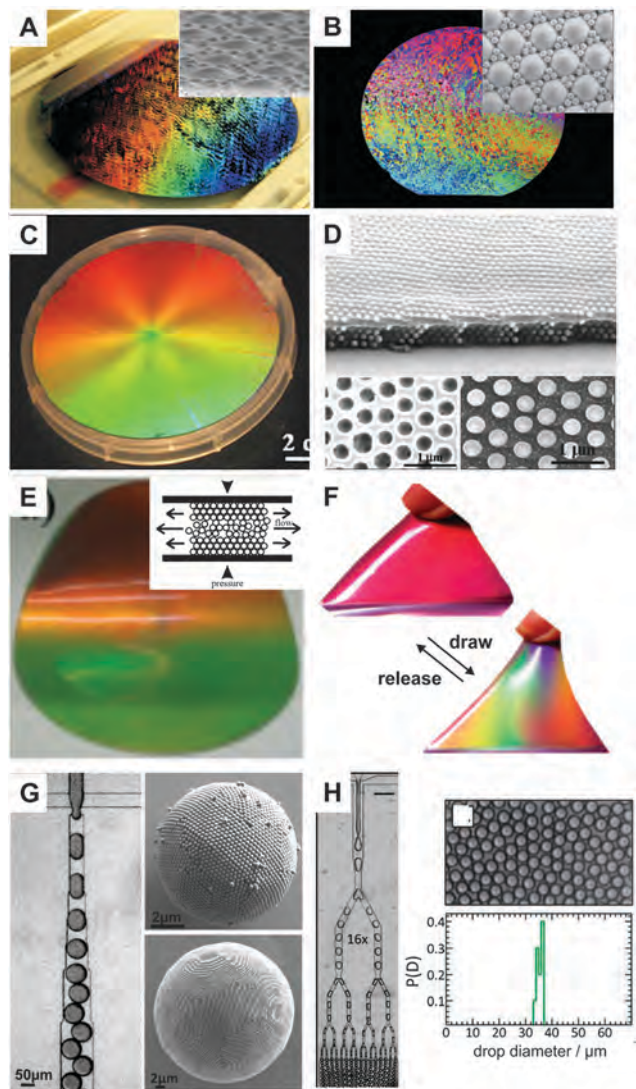 A
B
C
2 c
D
1 μm
1 μm
E
flow
pressure
F
draw
release
G
50μm
2μm
2μm
H
16x
P(D)
0.4
0.3
0.2
0.1
0
10
20
30
40
50
60
drop diameter / μm